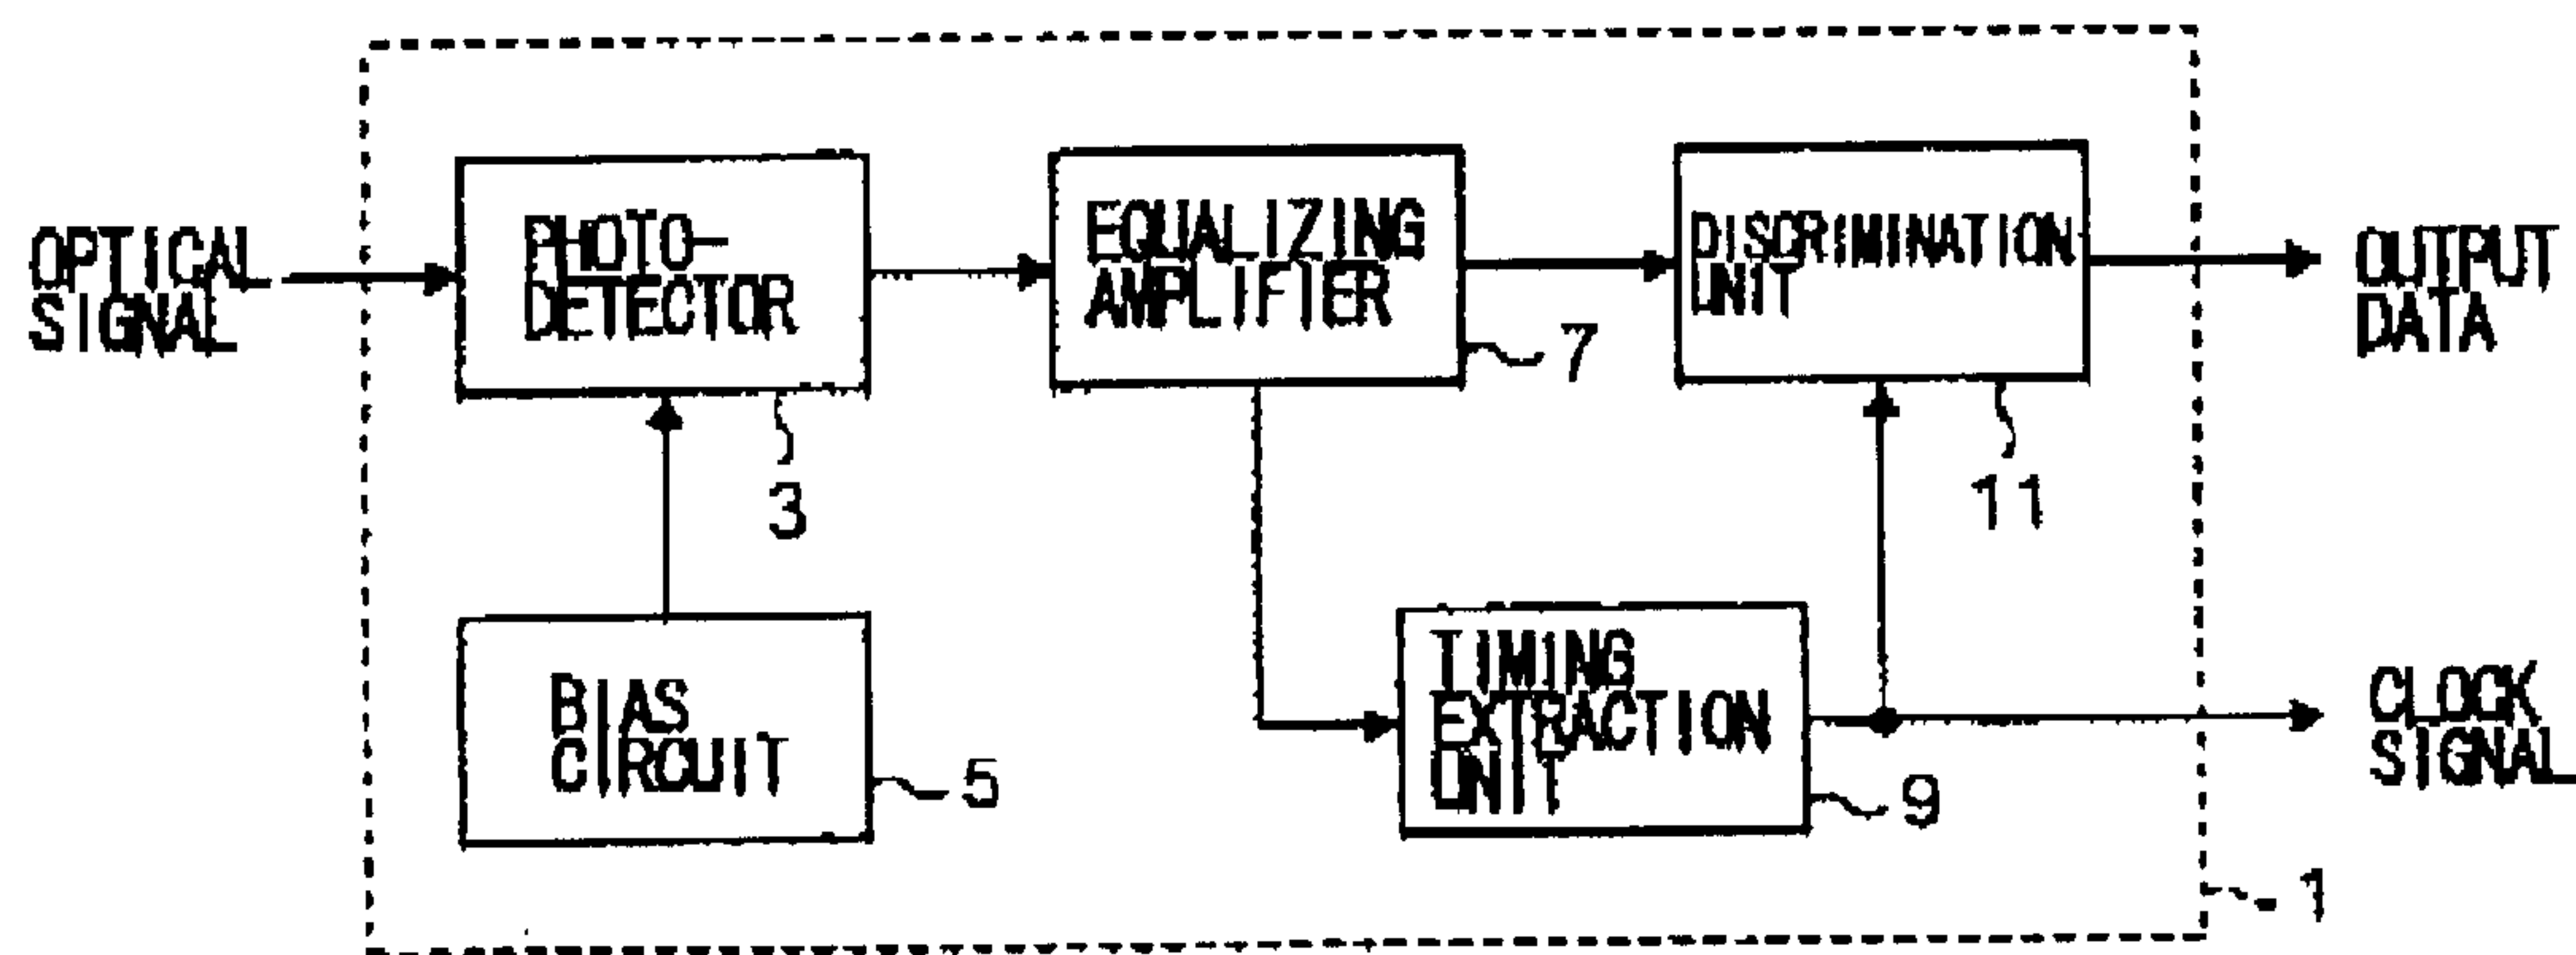 OPTICAL
SIGNAL
PHOTO-
DETECTOR
3
BIAS
CIRCUIT
5
EQUALIZING
AMPLIFIER
7
DISCRIMINATION
UNIT
11
TIMING
EXTRACTION
UNIT
9
OUTPUT
DATA
CLOCK
SIGNAL
1